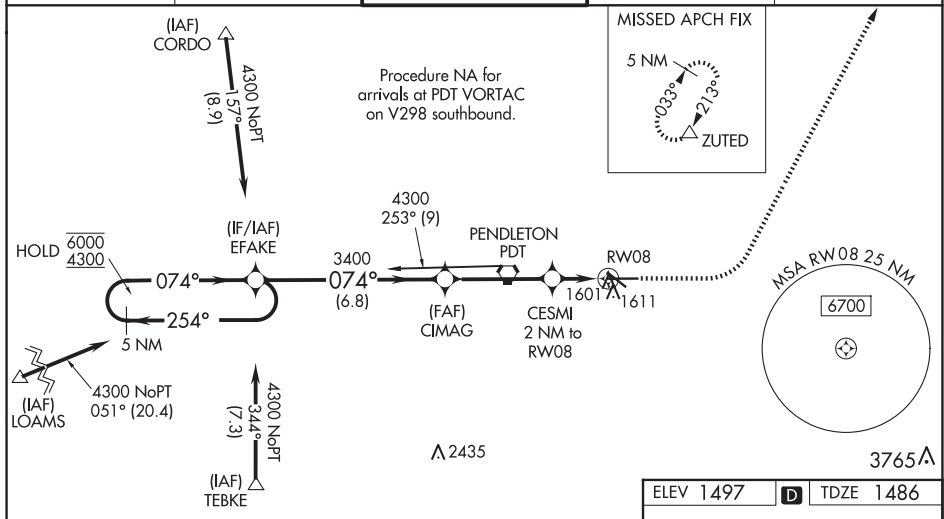 (IAF)
CORDO
4300 NoPT
157°
(8.9)
Procedure NA for
arrivals at PDT VORTAC
on V298 southbound.
MISSED APCH FIX
5 NM
033°
213°
ZUTED
HOLD
6000
4300
074°
254°
5 NM
(IF/IAF)
EFAKE
3400
074°
(6.8)
4300
253° (9)
PENDLETON
PDT
(FAF)
CIMAG
CESMI
2 NM to
RW08
RW08
1601
1611
MSA RW08 25 NM
6700
(IAF)
LOAMS
4300 NoPT
051° (20.4)
4300 NoPT
344°
(7.3)
(IAF)
TEBKE
2435
3765
ELEV 1497 D TDZE 1486